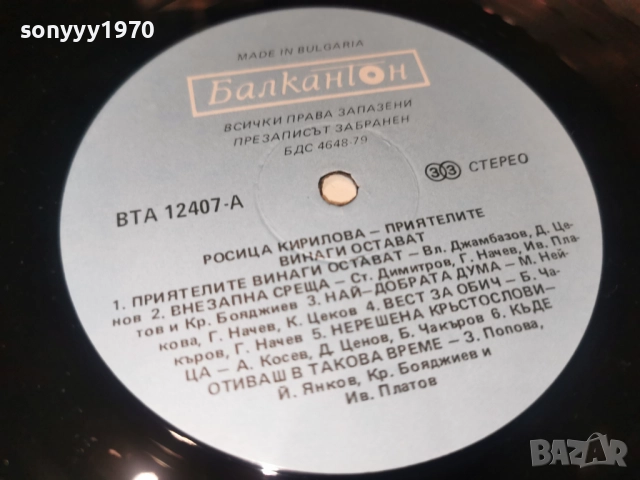 sonyyy1970
MADE IN BULGARIA
Балкантон
ВСИЧКИ ПРАВА ЗАПАЗЕНИ
ПРЕЗАПИСЪТ ЗАБРАНЕН
БДС 4648-79
ВТА 12407-А
33 СТЕРЕО
РОСИЦА КИРИЛОВА – ПРИЯТЕЛИТЕ
ВИНАГИ ОСТАВАТ
1. ПРИЯТЕЛИТЕ ВИНАГИ ОСТАВАТ – Вл. Джамбазов, Д. Це-
нов 2. ВНЕЗАПНА СРЕЩА – Ст. Димитров, Г. Начев, Ив. Пла-
тов и Кр. Бояджиев 3. НАЙ-ДОБРАТА ДУМА – М. Ней-
кова, Г. Начев, К. Цеков 4. ВЕСТ ЗА ОБИЧ – Б. Ча-
къров, Г. Начев 5. НЕРЕШЕНА КРЪСТОСЛОВИ-
ЦА – А. Косев, Д. Ценов, Б. Чакъров 6. КЪДЕ
ОТИВАШ В ТАКОВА ВРЕМЕ – З. Попова,
Й. Янков, Кр. Бояджиев и
Ив. Платов
BAZAR.bg